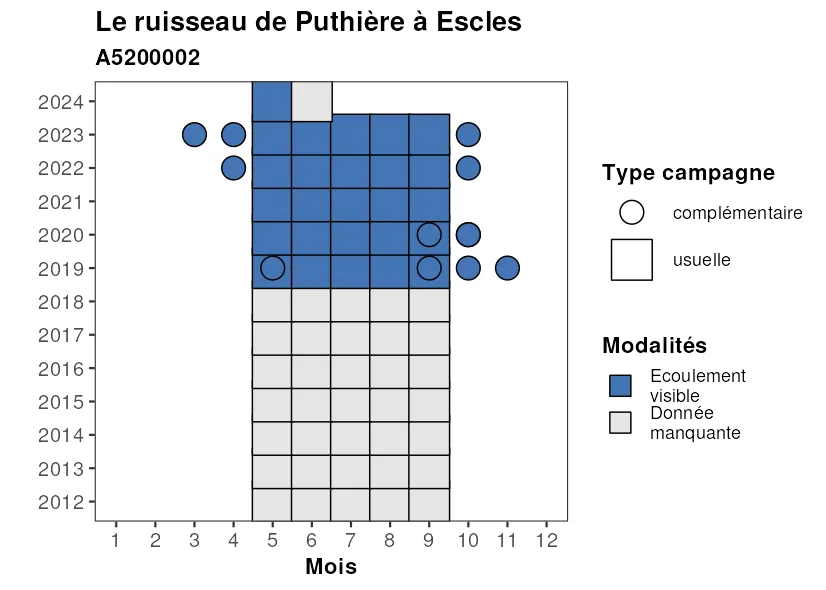 Le ruisseau de Puthière à Escles
A5200002
2024
2023
2022
2021
2020
2019
2018
2017
2016
2015
2014
2013
2012
1 2 3 4 5 6 7 8 9 10 11 12
Mois
Type campagne
complémentaire
usuelle
Modalités
Ecoulement
visible
Donnée
manquante